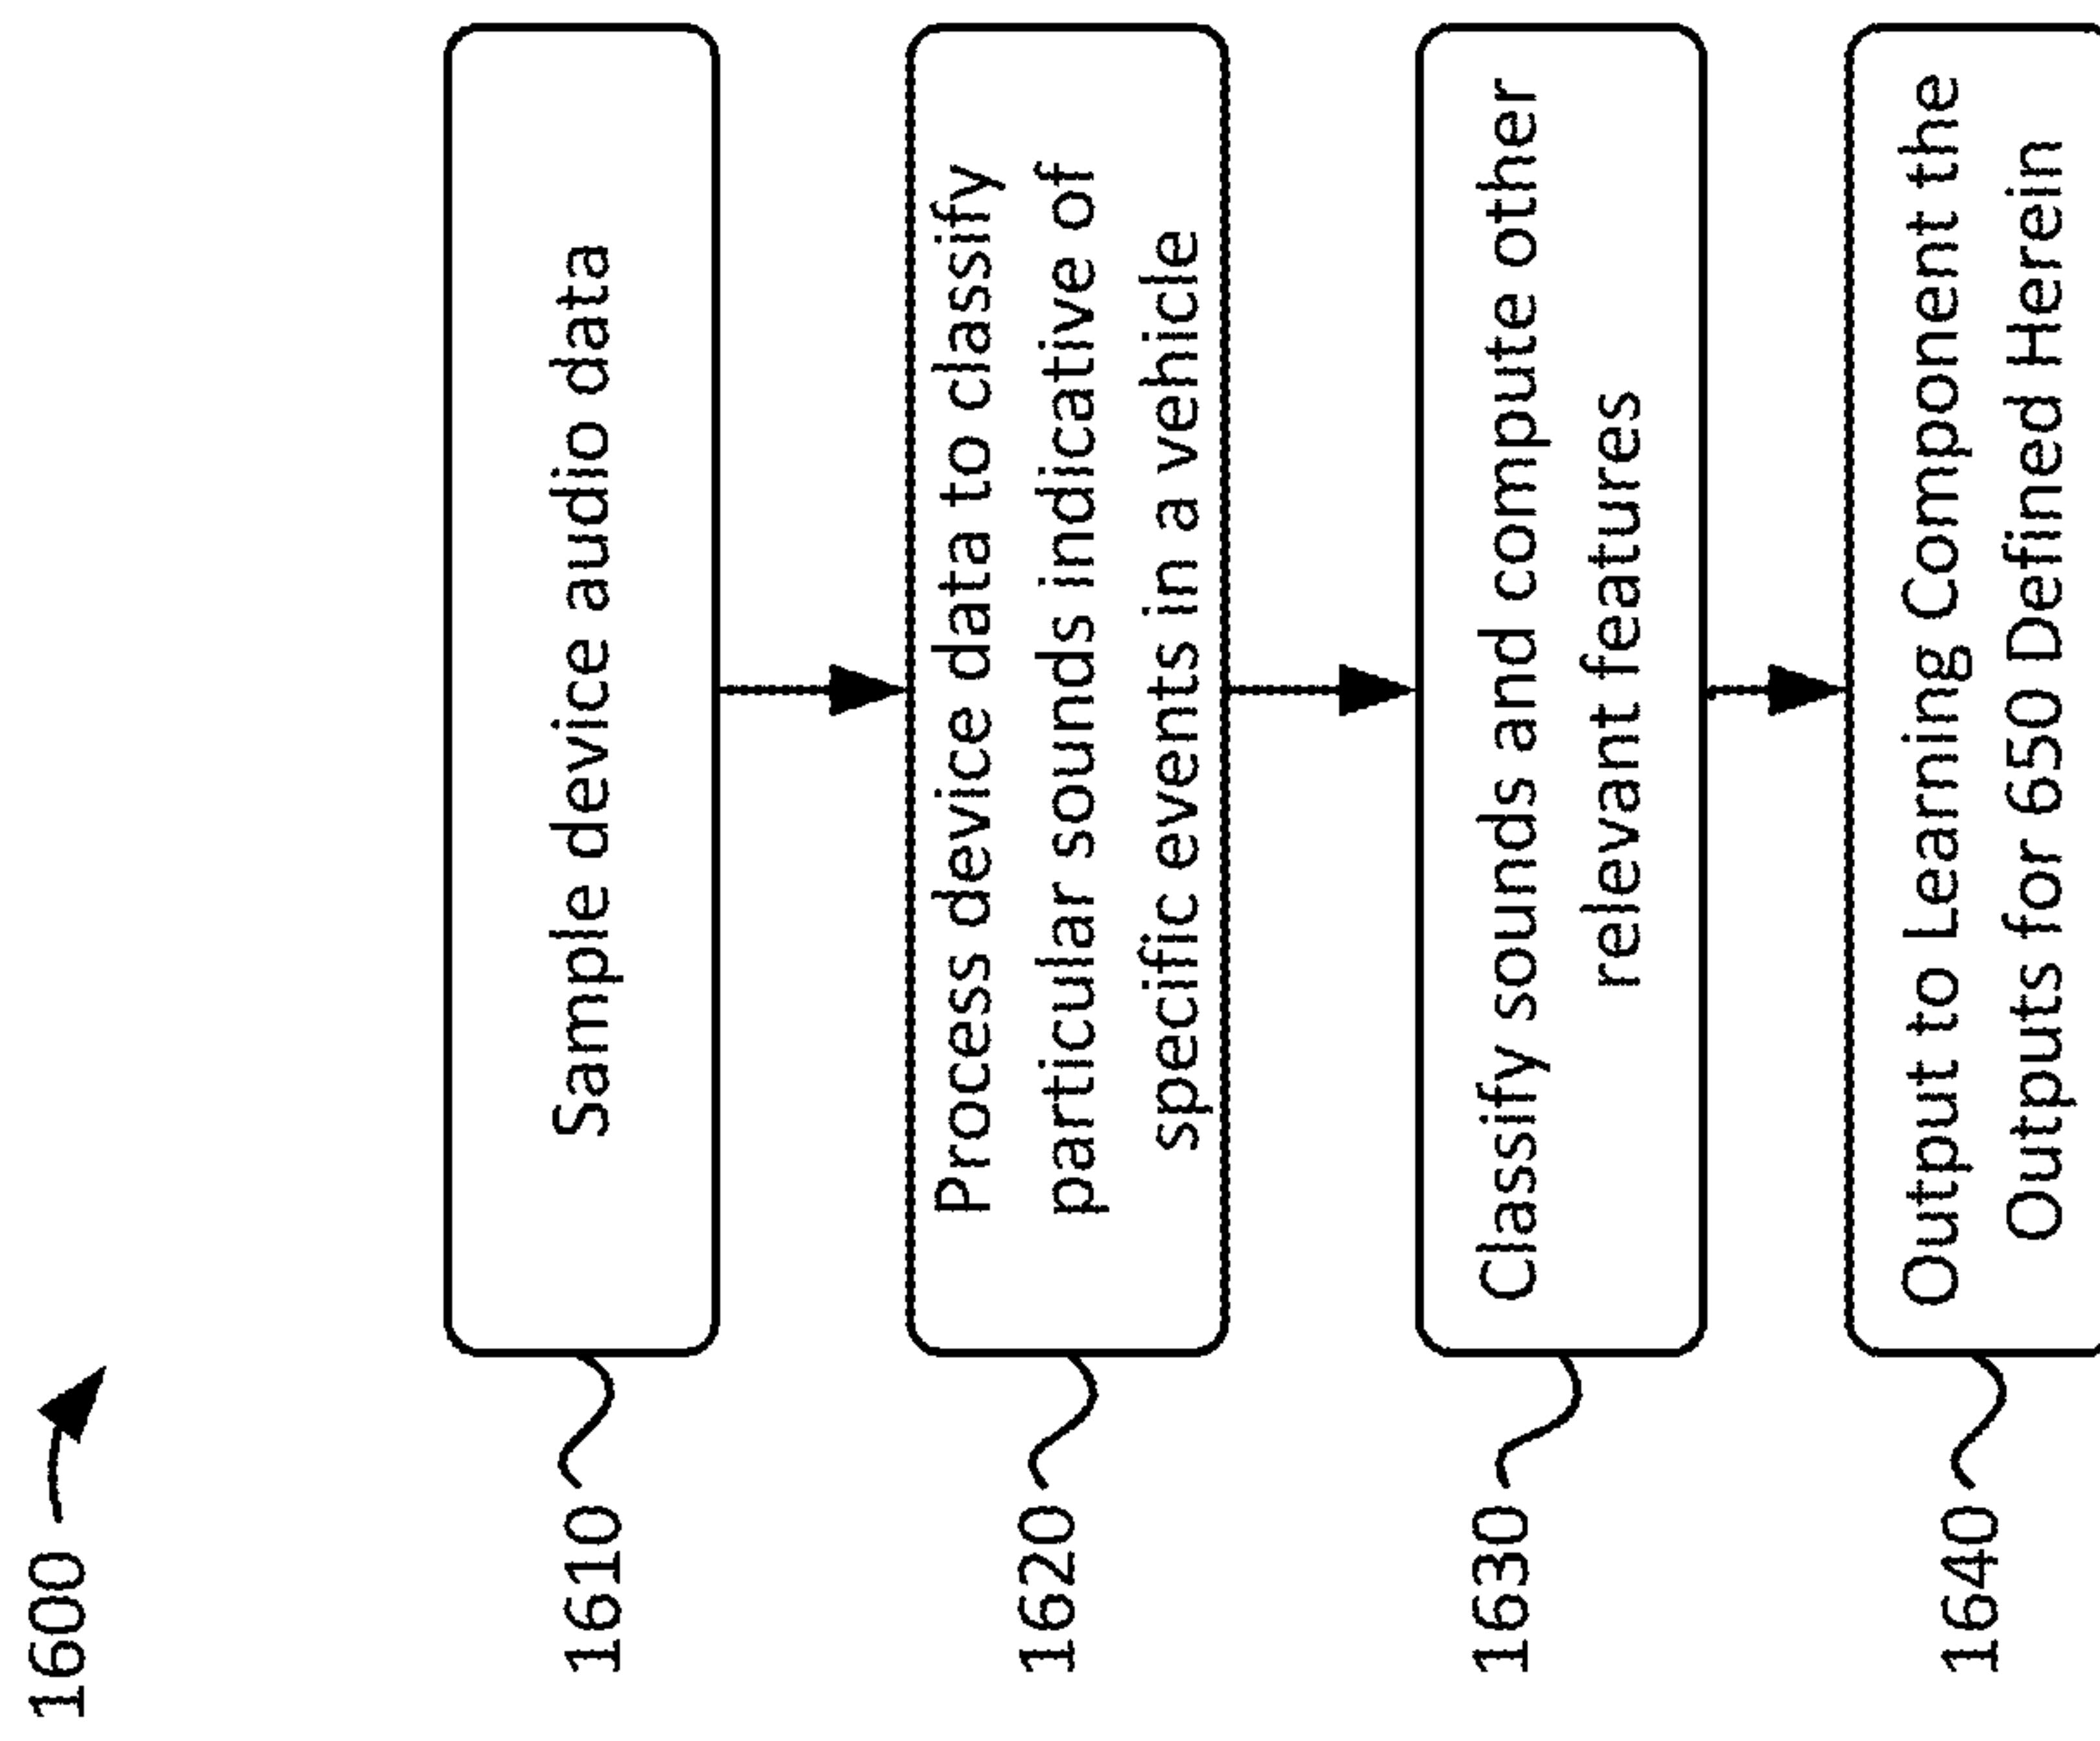 1600
1610
Sample device audio data
1620
Process device data to classify
particular sounds indicative of
specific events in a vehicle
1630
Classify sounds and compute other
relevant features
1640
Output to Learning Component the
Outputs for 650 Defined Herein